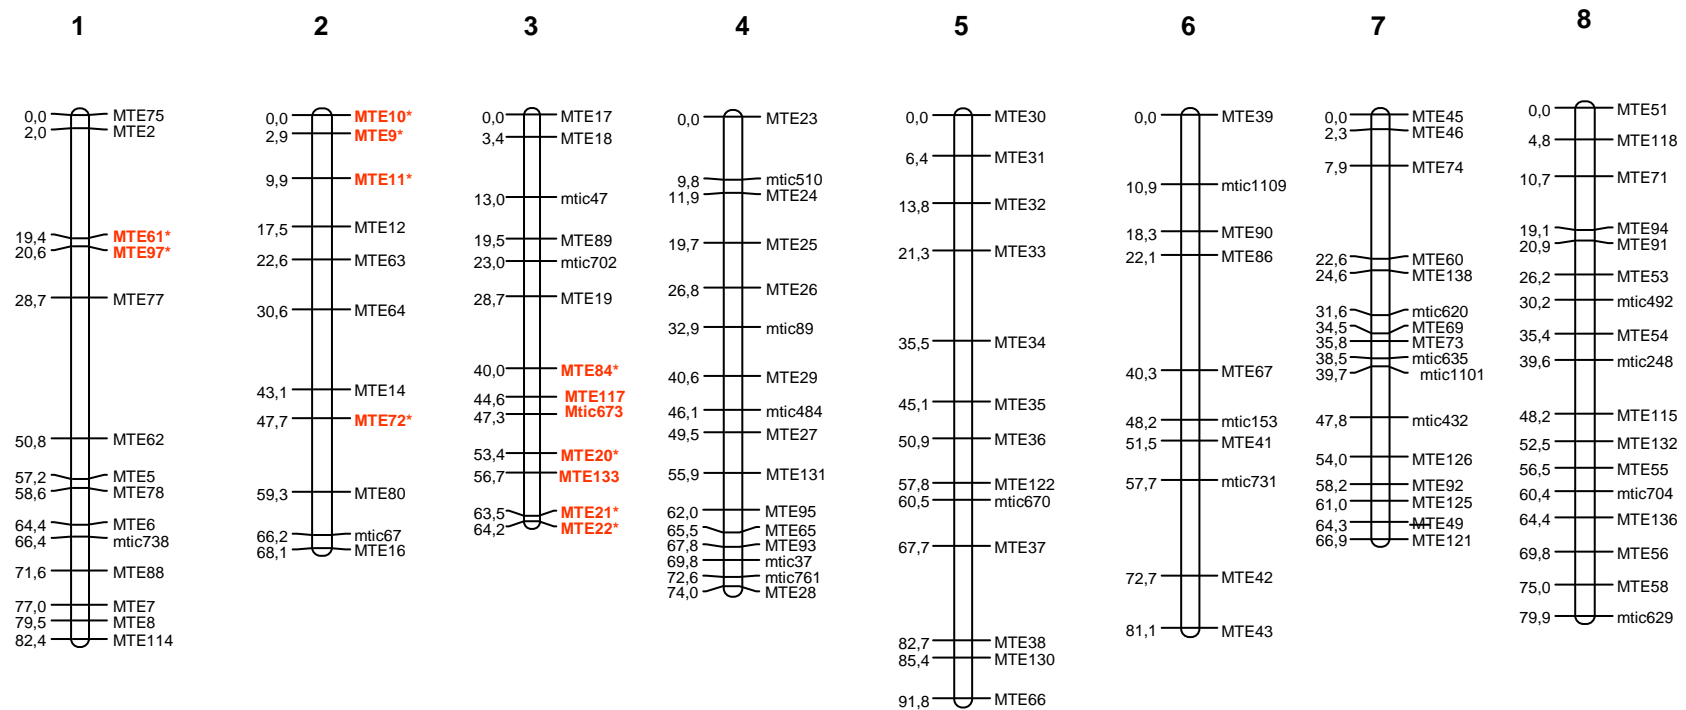 1 2 3 4 5 6 7 8
0,0 MTE75
2,0 MTE2
19,4 MTE61*
20,6 MTE97*
28,7 MTE77
50,8 MTE62
57,2 MTE5
58,6 MTE78
64,4 MTE6
66,4 mtic738
71,6 MTE88
77,0 MTE7
79,5 MTE8
82,4 MTE114
0,0 MTE10*
2,9 MTE9*
9,9 MTE11*
17,5 MTE12
22,6 MTE63
30,6 MTE64
43,1 MTE14
47,7 MTE72*
59,3 MTE80
66,2 mtic67
68,1 MTE16
0,0 MTE17
3,4 MTE18
13,0 mtic47
19,5 MTE89
23,0 mtic702
28,7 MTE19
40,0 MTE84*
44,6 MTE117
47,3 Mtic673
53,4 MTE20*
56,7 MTE133
63,5 MTE21*
64,2 MTE22*
0,0 MTE23
9,8 mtic510
11,9 MTE24
19,7 MTE25
26,8 MTE26
32,9 mtic89
40,6 MTE29
46,1 mtic484
49,5 MTE27
55,9 MTE131
62,0 MTE95
65,5 MTE65
67,8 MTE93
69,8 mtic37
72,6 mtic761
74,0 MTE28
0,0 MTE30
6,4 MTE31
13,8 MTE32
21,3 MTE33
35,5 MTE34
45,1 MTE35
50,9 MTE36
57,8 MTE122
60,5 mtic670
67,7 MTE37
82,7 MTE38
85,4 MTE130
91,8 MTE66
0,0 MTE39
10,9 mtic1109
18,3 MTE90
22,1 MTE86
40,3 MTE67
48,2 mtic153
51,5 MTE41
57,7 mtic731
72,7 MTE42
81,1 MTE43
0,0 MTE45
2,3 MTE46
7,9 MTE74
22,6 MTE60
24,6 MTE138
31,6 mtic620
34,5 MTE69
35,8 MTE73
38,5 mtic635
39,7 mtic1101
47,8 mtic432
54,0 MTE126
58,2 MTE92
61,0 MTE125
64,3 MTE49
66,9 MTE121
0,0 MTE51
4,8 MTE118
10,7 MTE71
19,1 MTE94
20,9 MTE91
26,2 MTE53
30,2 mtic492
35,4 MTE54
39,6 mtic248
48,2 MTE115
52,5 MTE132
56,5 MTE55
60,4 mtic704
64,4 MTE136
69,8 MTE56
75,0 MTE58
79,9 mtic629